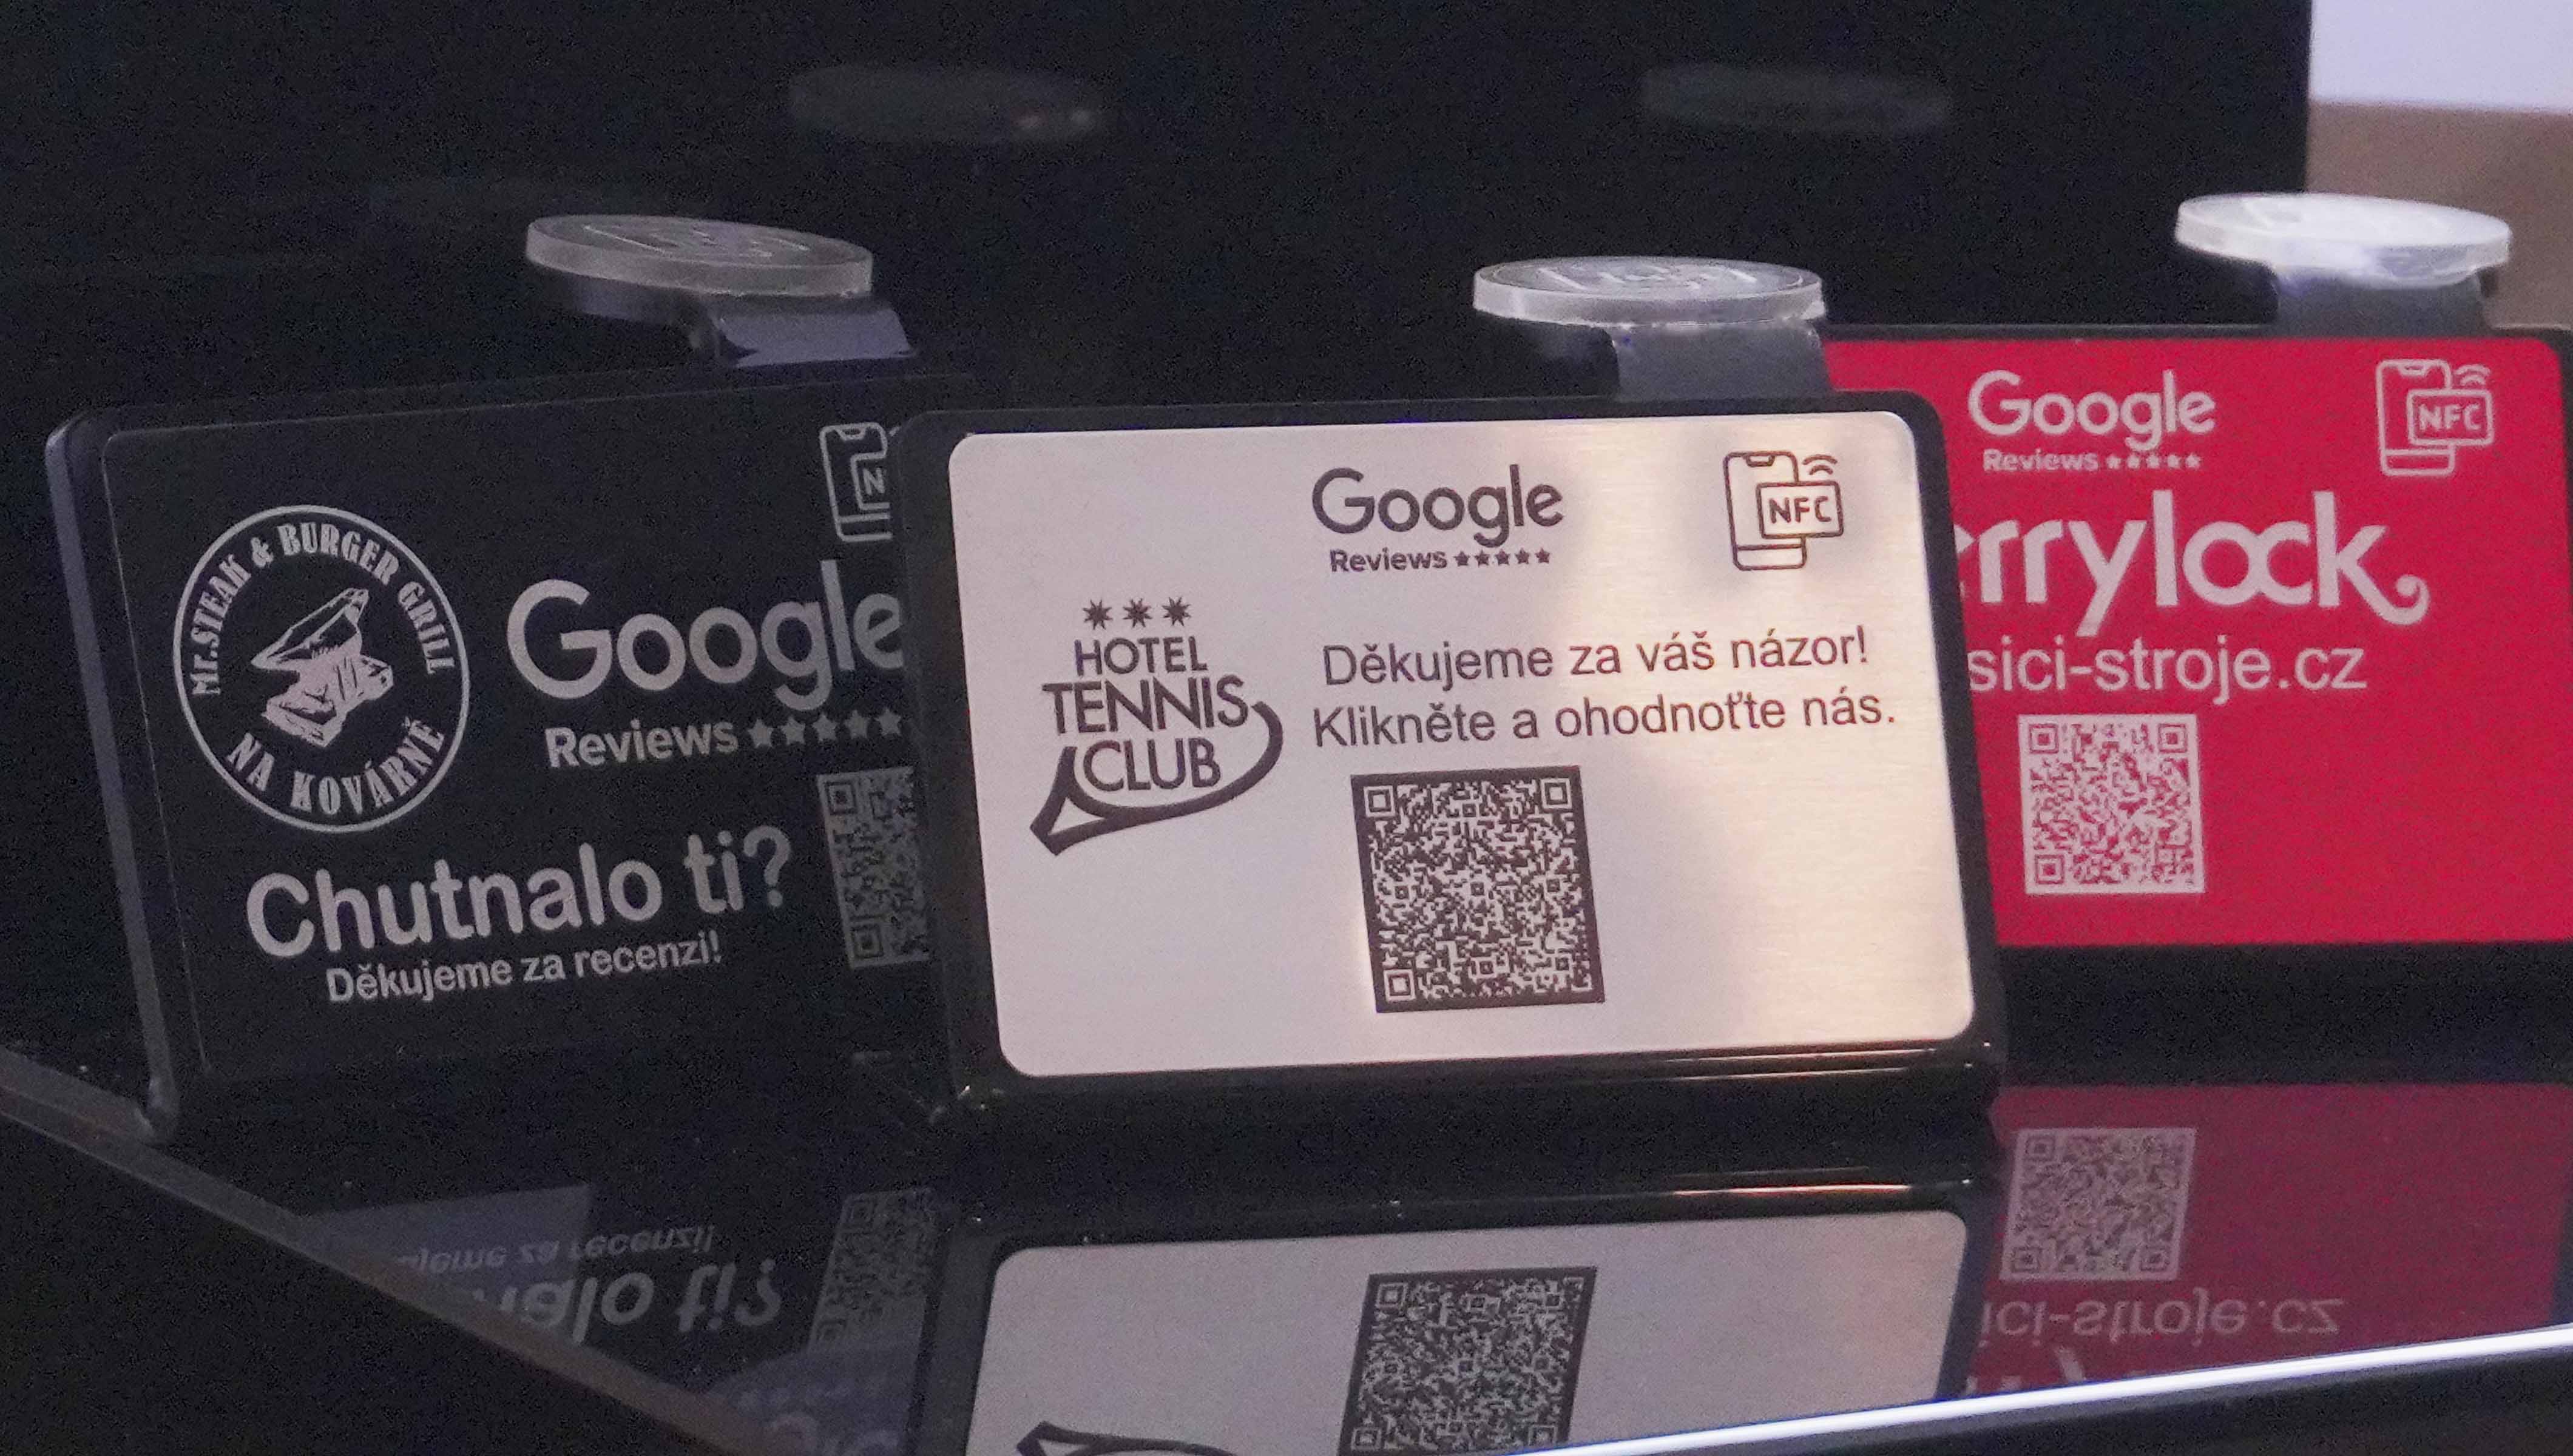 Mr.STEAK & BURGER GRILL
NA KOVÁRNĚ
Google
Reviews
Chutnalo ti?
Děkujeme za recenzi!
Google
Reviews
NFC
HOTEL
TENNIS
CLUB
Děkujeme za váš názor!
Klikněte a ohodnoťte nás.
Google
Reviews
NFC
rrylock
sici-stroje.cz